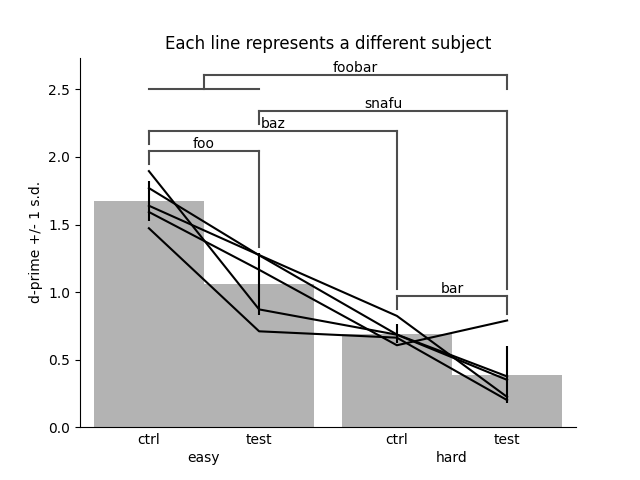 Each line represents a different subject
foobar
snafu
baz
foo
bar
d-prime +/- 1 s.d.
2.5
2.0
1.5
1.0
0.5
0.0
ctrl test ctrl test
easy hard